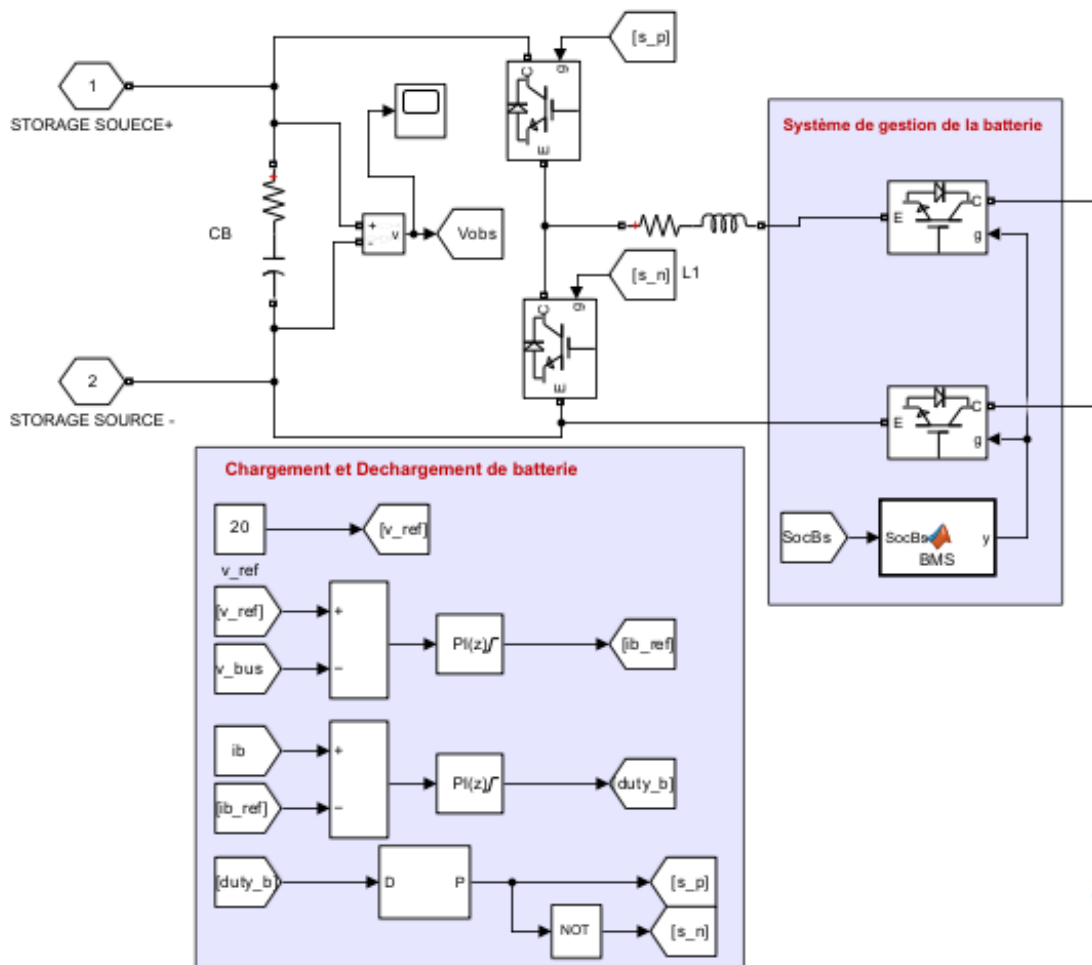 [s_p]
1
STORAGE SOUECE+
C
g
E
Système de gestion de la batterie
E
C
g
CB
+
-
v
Vobs
[s_n]
L1
C
g
E
2
STORAGE SOURCE -
E
C
g
Chargement et Dechargement de batterie
20
[v_ref]
v_ref
SocBs
SocBs
BMS
y
[v_ref]
+
v_bus
−
PI(z)
[ib_ref]
ib
+
[ib_ref]
−
PI(z)
[duty_b]
[duty_b]
D
P
[s_p]
NOT
[s_n]